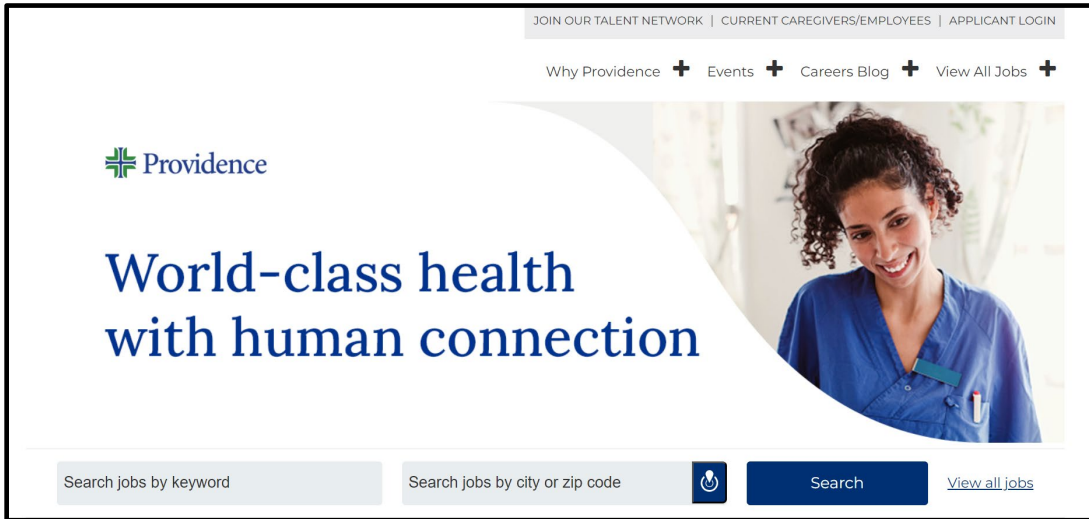 JOIN OUR TALENT NETWORK | CURRENT CAREGIVERS/EMPLOYEES | APPLICANT LOGIN
Why Providence + Events + Careers Blog + View All Jobs +
Providence
World-class health
with human connection
Search jobs by keyword Search jobs by city or zip code Search View all jobs